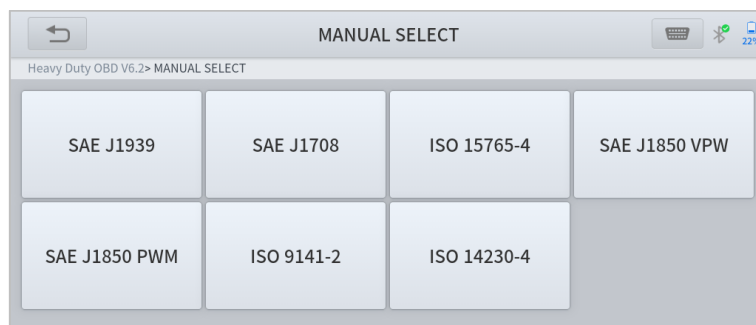 MANUAL SELECT
22%
Heavy Duty OBD V6.2> MANUAL SELECT
SAE J1939
SAE J1708
ISO 15765-4
SAE J1850 VPW
SAE J1850 PWM
ISO 9141-2
ISO 14230-4